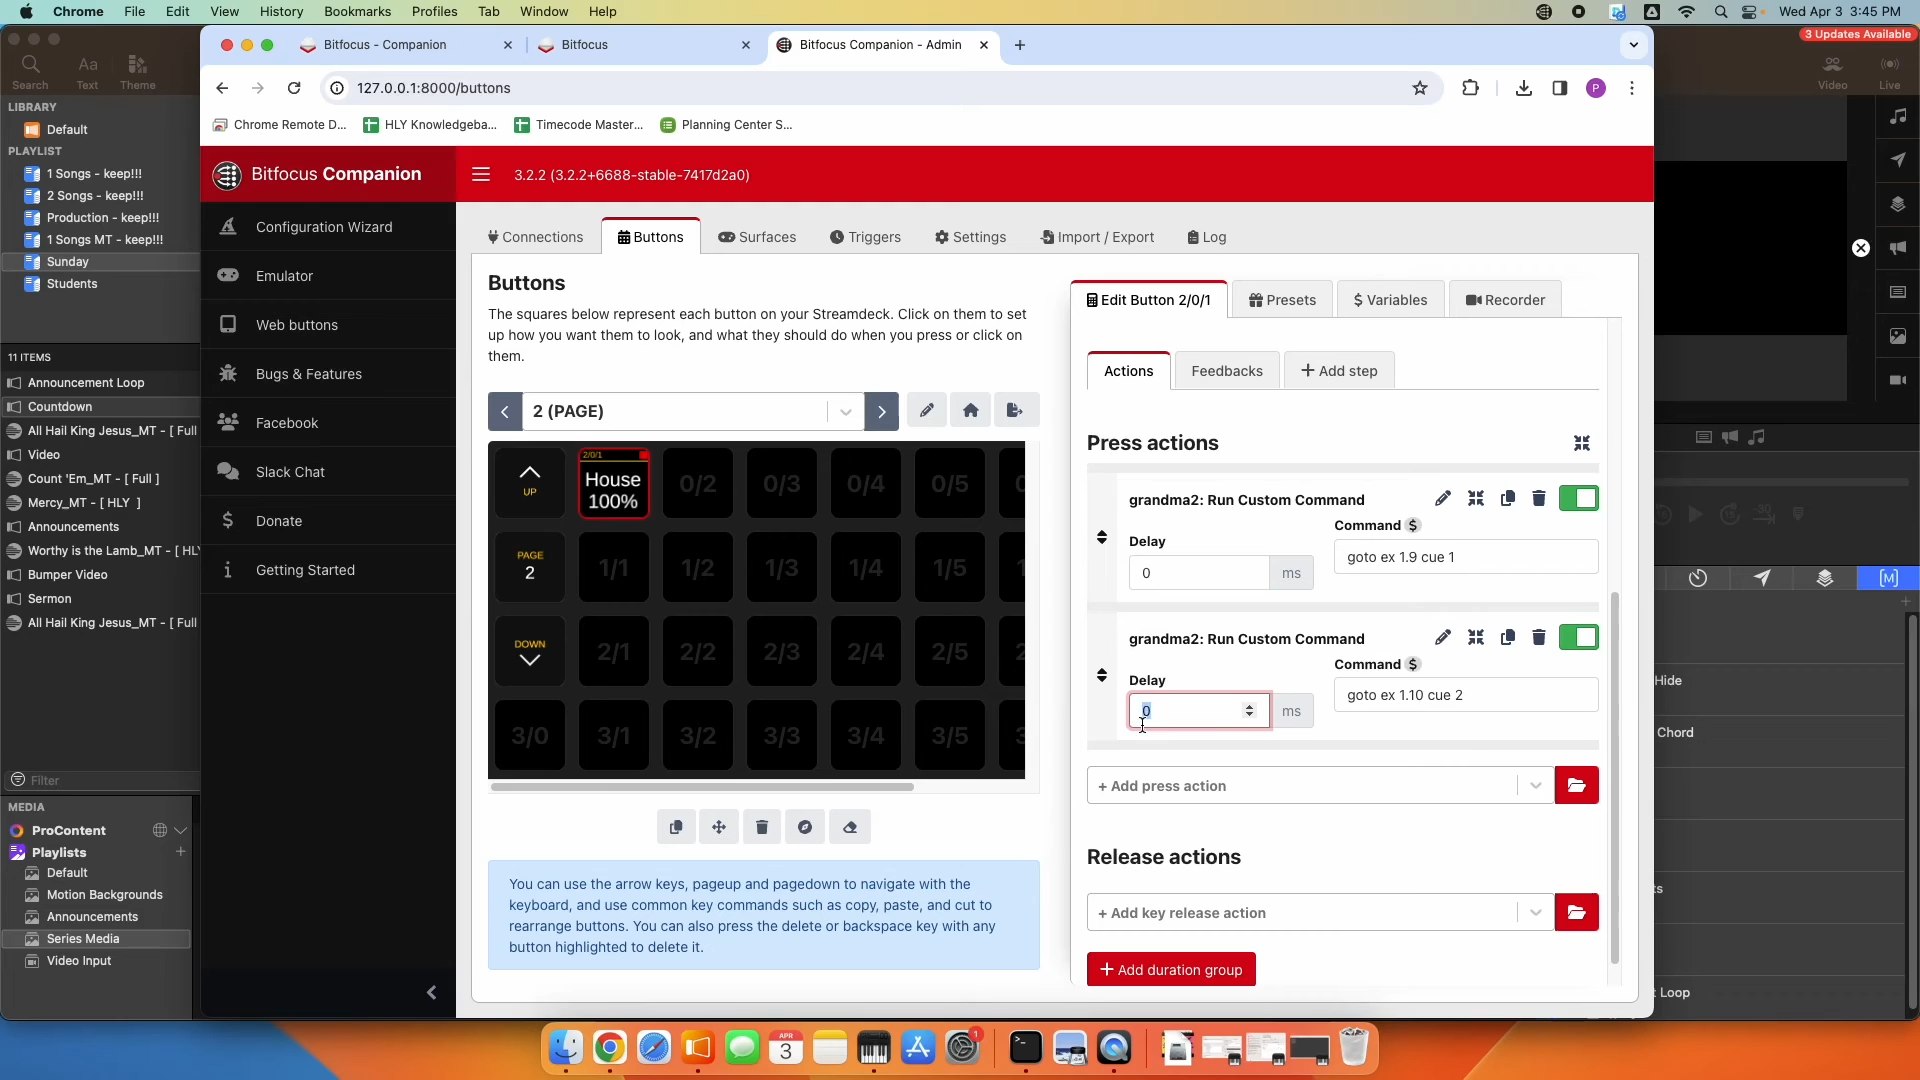 Chrome File Edit View History Bookmarks Profiles Tab Window Help Wed Apr 3 3:45 PM
3 Updates Available
Search Text Theme
Video Live
LIBRARY
Default
PLAYLIST
1 Songs - keep!!!
2 Songs - keep!!!
Production - keep!!!
1 Songs MT - keep!!!
Sunday
Students
11 ITEMS
Announcement Loop
Countdown
All Hail King Jesus_MT - [ Full
Video
Count 'Em_MT - [ Full ]
Mercy_MT - [ HLY ]
Announcements
Worthy is the Lamb_MT - [ HLY
Bumper Video
Sermon
All Hail King Jesus_MT - [ Full
Filter
MEDIA
ProContent
Playlists
Default
Motion Backgrounds
Announcements
Series Media
Video Input
Bitfocus - Companion
Bitfocus
Bitfocus Companion - Admin
127.0.0.1:8000/buttons
P
Chrome Remote D...
HLY Knowledgeba...
Timecode Master...
Planning Center S...
Bitfocus Companion
3.2.2 (3.2.2+6688-stable-7417d2a0)
Configuration Wizard
Emulator
Web buttons
Bugs & Features
Facebook
Slack Chat
Donate
Getting Started
Connections
Buttons
Surfaces
Triggers
Settings
Import / Export
Log
Buttons
The squares below represent each button on your Streamdeck. Click on them to set
up how you want them to look, and what they should do when you press or click on
them.
2 (PAGE)
UP
2/0/1
House
100%
0/2 0/3 0/4 0/5
PAGE
2
1/1 1/2 1/3 1/4 1/5
DOWN
2/1 2/2 2/3 2/4 2/5
3/0 3/1 3/2 3/3 3/4 3/5
You can use the arrow keys, pageup and pagedown to navigate with the
keyboard, and use common key commands such as copy, paste, and cut to
rearrange buttons. You can also press the delete or backspace key with any
button highlighted to delete it.
Edit Button 2/0/1
Presets
$ Variables
Recorder
Actions
Feedbacks
+ Add step
Press actions
grandma2: Run Custom Command
Command $
Delay
goto ex 1.9 cue 1
0 ms
grandma2: Run Custom Command
Command $
Delay
goto ex 1.10 cue 2
0 ms
+ Add press action
Release actions
+ Add key release action
+ Add duration group
-30
[M]
Hide
Chord
ts
t Loop
APR
3
1